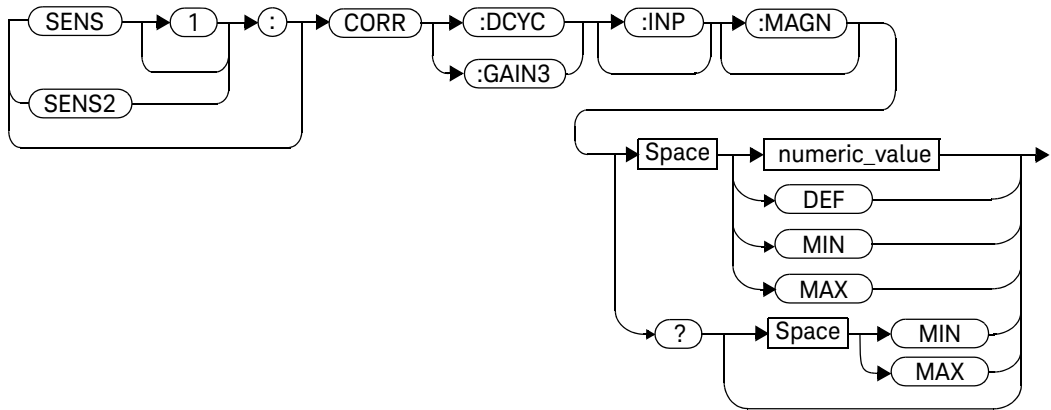 SENS 1 : CORR :DCYC :INP :MAGN
:GAIN3
SENS2
Space numeric_value
DEF
MIN
MAX
? Space MIN
MAX